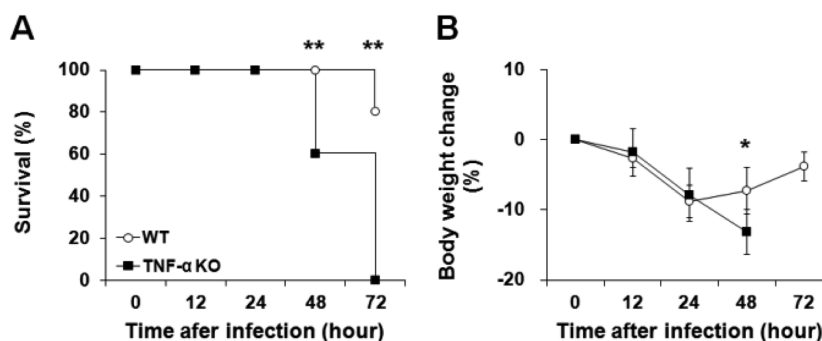 A
** **
100
80
60
40
20
0
Survival (%)
WT
TNF-α KO
0 12 24 48 72
Time afer infection (hour)
B
10
0
-10
-20
Body weight change
(%)
*
0 12 24 48 72
Time after infection (hour)